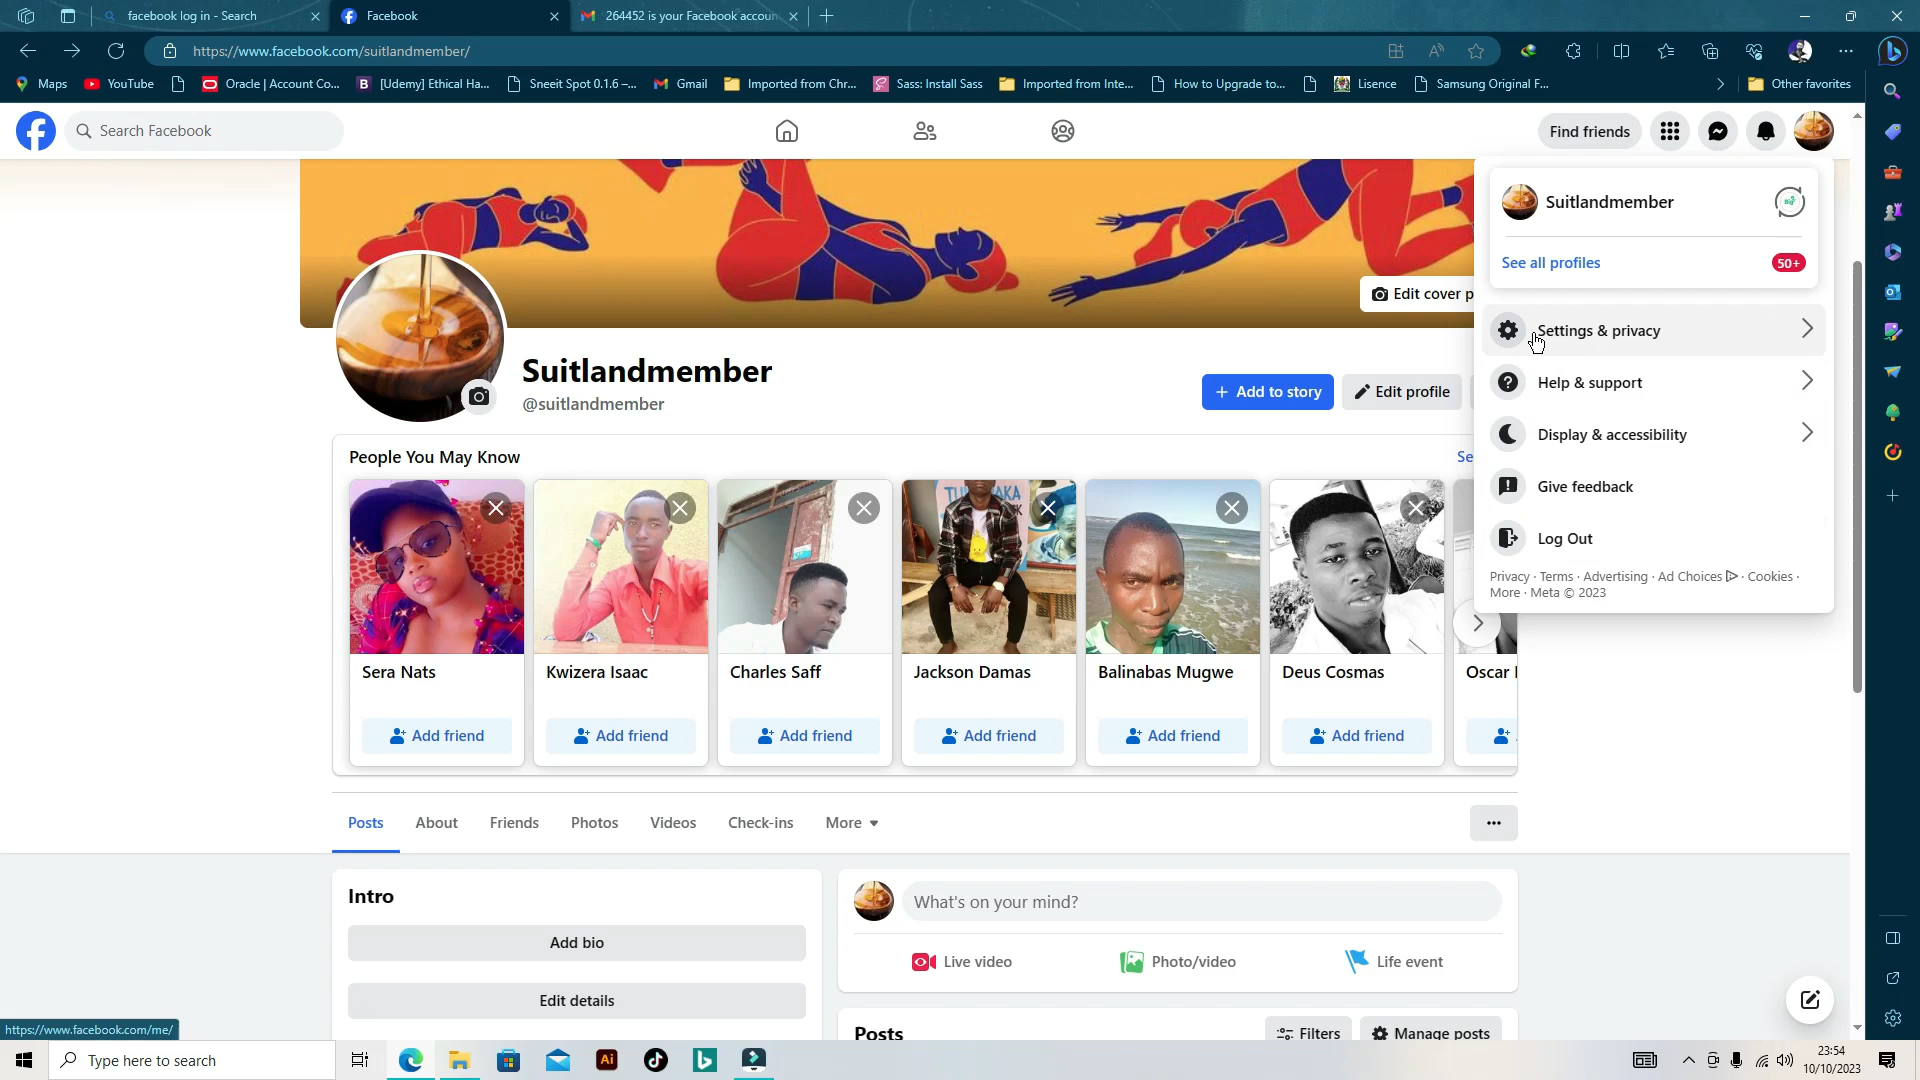 facebook log in - Search
Facebook
264452 is your Facebook accoun
https://www.facebook.com/suitlandmember/
Maps
YouTube
Oracle | Account Co...
[Udemy] Ethical Ha...
Sneeit Spot 0.1.6 –...
Gmail
Imported from Chr...
Sass: Install Sass
Imported from Inte...
How to Upgrade to...
Lisence
Samsung Original F...
Other favorites
Search Facebook
Find friends
Suitlandmember
See all profiles
50+
Edit cover p
Settings & privacy
Suitlandmember
@suitlandmember
Add to story
Edit profile
Help & support
Display & accessibility
Give feedback
Log Out
Privacy · Terms · Advertising · Ad Choices · Cookies ·
More · Meta © 2023
People You May Know
Se
Sera Nats
Kwizera Isaac
Charles Saff
Jackson Damas
Balinabas Mugwe
Deus Cosmas
Oscar
Add friend
Add friend
Add friend
Add friend
Add friend
Add friend
Posts
About
Friends
Photos
Videos
Check-ins
More
Intro
Add bio
Edit details
What's on your mind?
Live video
Photo/video
Life event
Posts
Filters
Manage posts
https://www.facebook.com/me/
Type here to search
23:54
10/10/2023